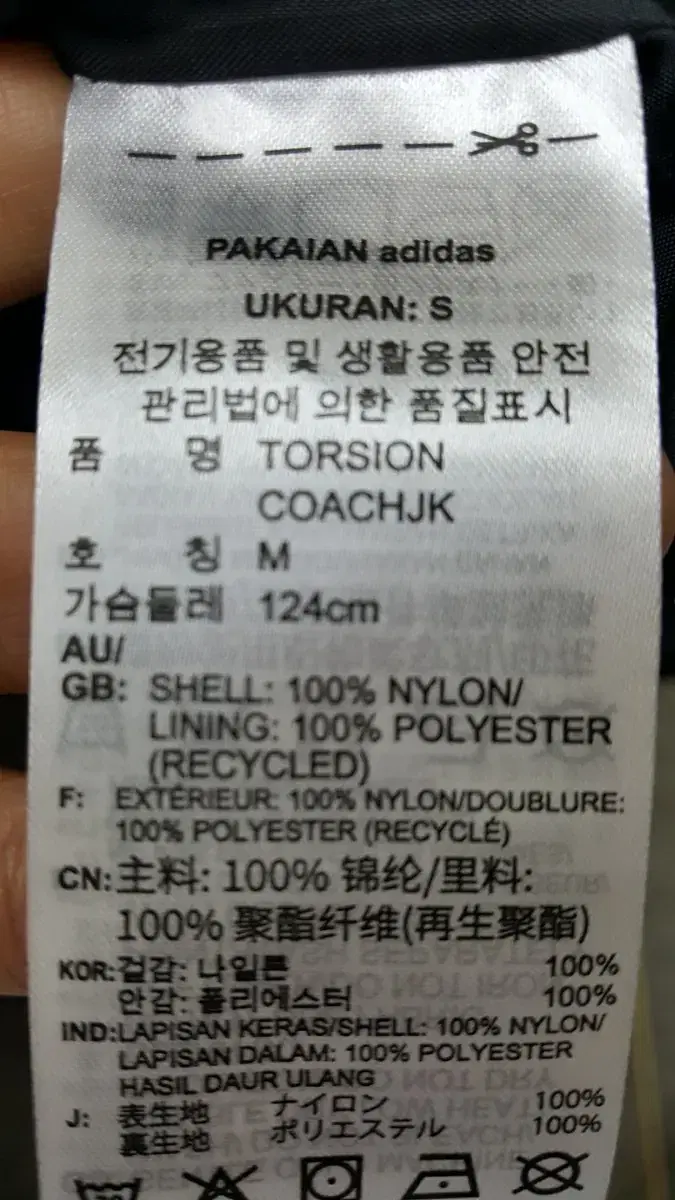 PAKAIAN adidas
UKURAN: S
전기용품 및 생활용품 안전
관리법에 의한 품질표시
품 명 TORSION
COACHJK
호 칭 M
가슴둘레 124cm
AU/
GB: SHELL: 100% NYLON/
LINING: 100% POLYESTER
(RECYCLED)
F: EXTÉRIEUR: 100% NYLON/DOUBLURE:
100% POLYESTER (RECYCLÉ)
CN: 主料: 100% 锦纶/里料:
100% 聚酯纤维(再生聚酯)
KOR: 겉감: 나일론 100%
안감: 폴리에스터 100%
IND: LAPISAN KERAS/SHELL: 100% NYLON/
LAPISAN DALAM: 100% POLYESTER
HASIL DAUR ULANG
J: 表生地 ナイロン 100%
裏生地 ポリエステル 100%